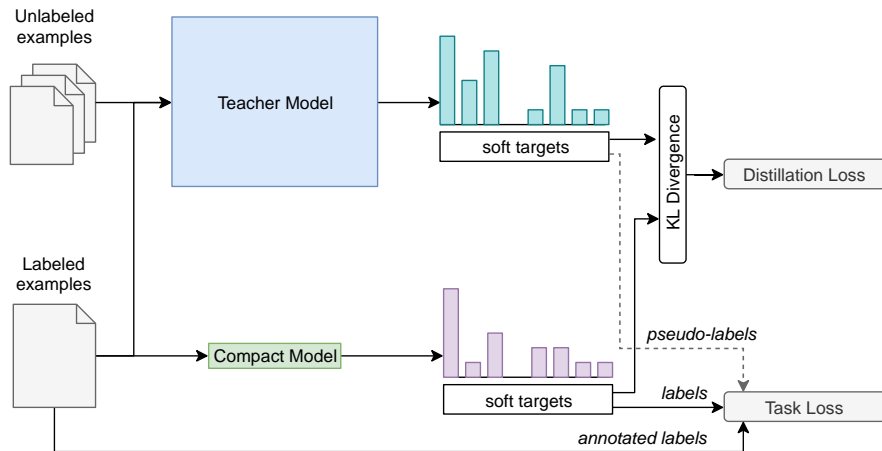 Unlabeled
examples
Teacher Model
soft targets
KL Divergence
Distillation Loss
Labeled
examples
Compact Model
soft targets
pseudo-labels
labels
Task Loss
annotated labels